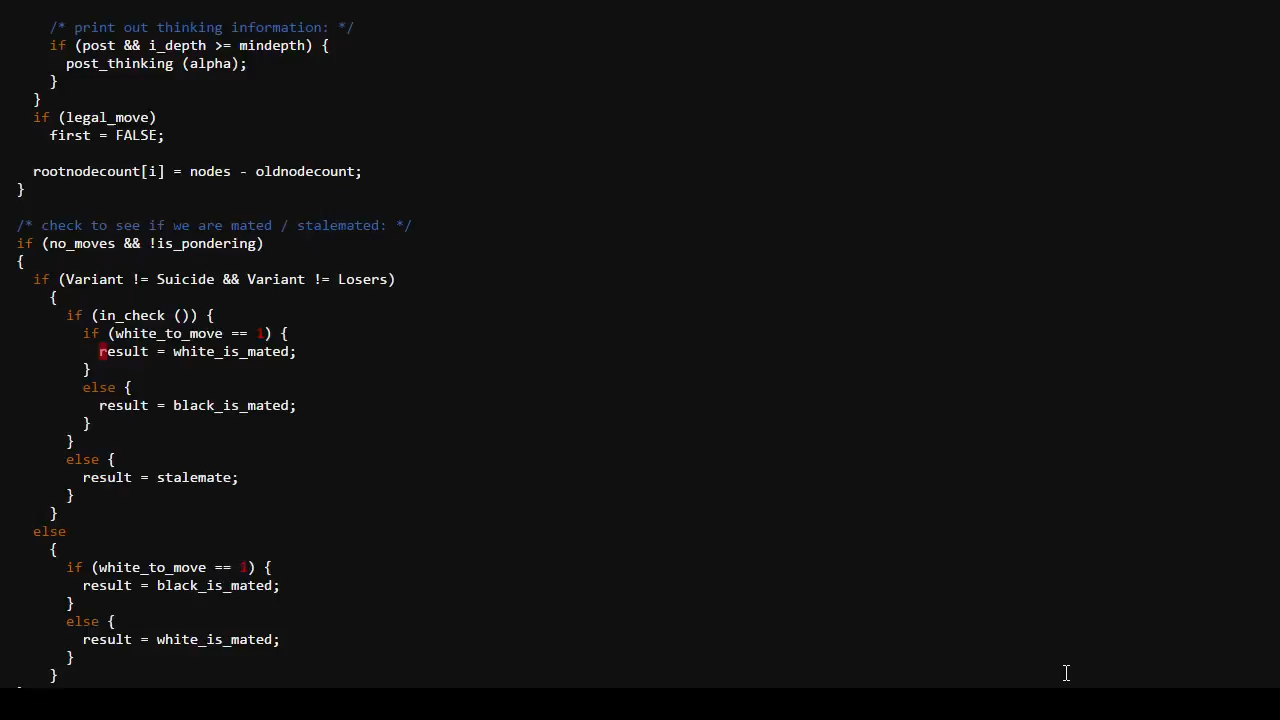 /* print out thinking information: */
if (post && i_depth >= mindepth) {
post_thinking (alpha);
}
}
if (legal_move)
first = FALSE;
rootnodecount[i] = nodes - oldnodecount;
}
/* check to see if we are mated / stalemated: */
if (no_moves && !is_pondering)
{
if (Variant != Suicide && Variant != Losers)
{
if (in_check ()) {
if (white_to_move == 1) {
result = white_is_mated;
}
else {
result = black_is_mated;
}
}
else {
result = stalemate;
}
}
else
{
if (white_to_move == 1) {
result = black_is_mated;
}
else {
result = white_is_mated;
}
}